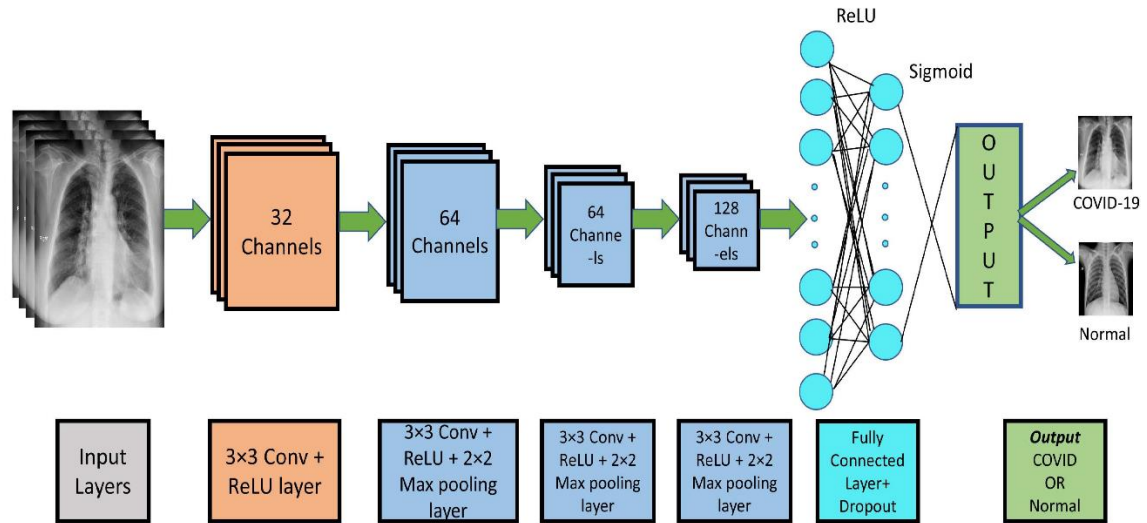 ReLU
Sigmoid
32
Channels
64
Channels
64
Channe
-ls
128
Chann
-els
O
U
T
P
U
T
COVID-19
Normal
Input
Layers
3×3 Conv +
ReLU layer
3×3 Conv +
ReLU + 2×2
Max pooling
layer
3×3 Conv +
ReLU + 2×2
Max pooling
layer
3×3 Conv +
ReLU + 2×2
Max pooling
layer
Fully
Connected
Layer+
Dropout
Output
COVID
OR
Normal